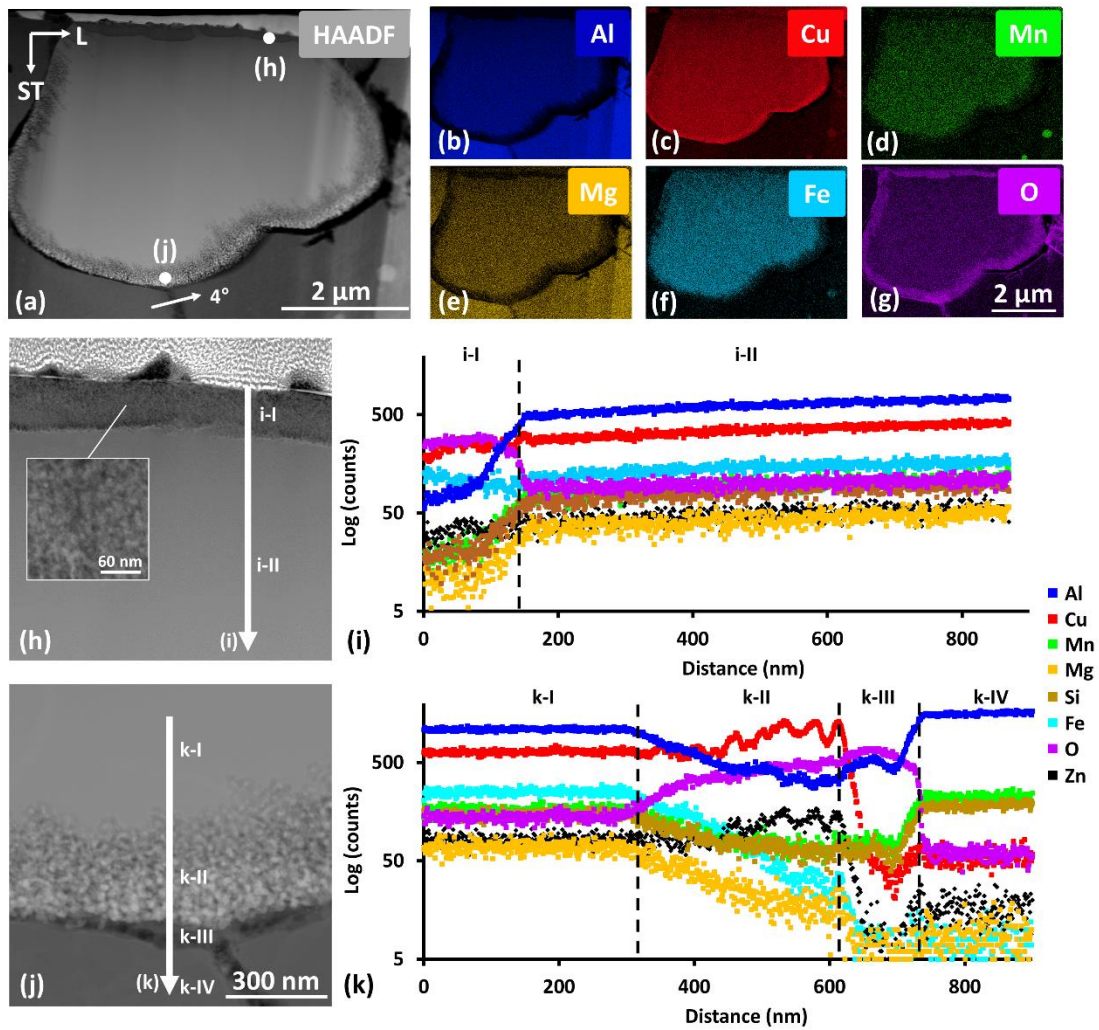 HAADF
L
ST
(h)
(j)
4°
(a)
2 µm
Al
(b)
Cu
(c)
Mn
(d)
Mg
(e)
Fe
(f)
O
(g)
2 µm
i-I
60 nm
i-II
(h)
(i)
i-I
i-II
500
50
5
Log (counts)
0
200
400
600
800
(i)
Distance (nm)
Al
Cu
Mn
Mg
Si
Fe
O
Zn
k-I
k-II
k-III
(k)
k-IV
(j)
300 nm
k-I
k-II
k-III
k-IV
500
50
5
Log (counts)
0
200
400
600
800
(k)
Distance (nm)